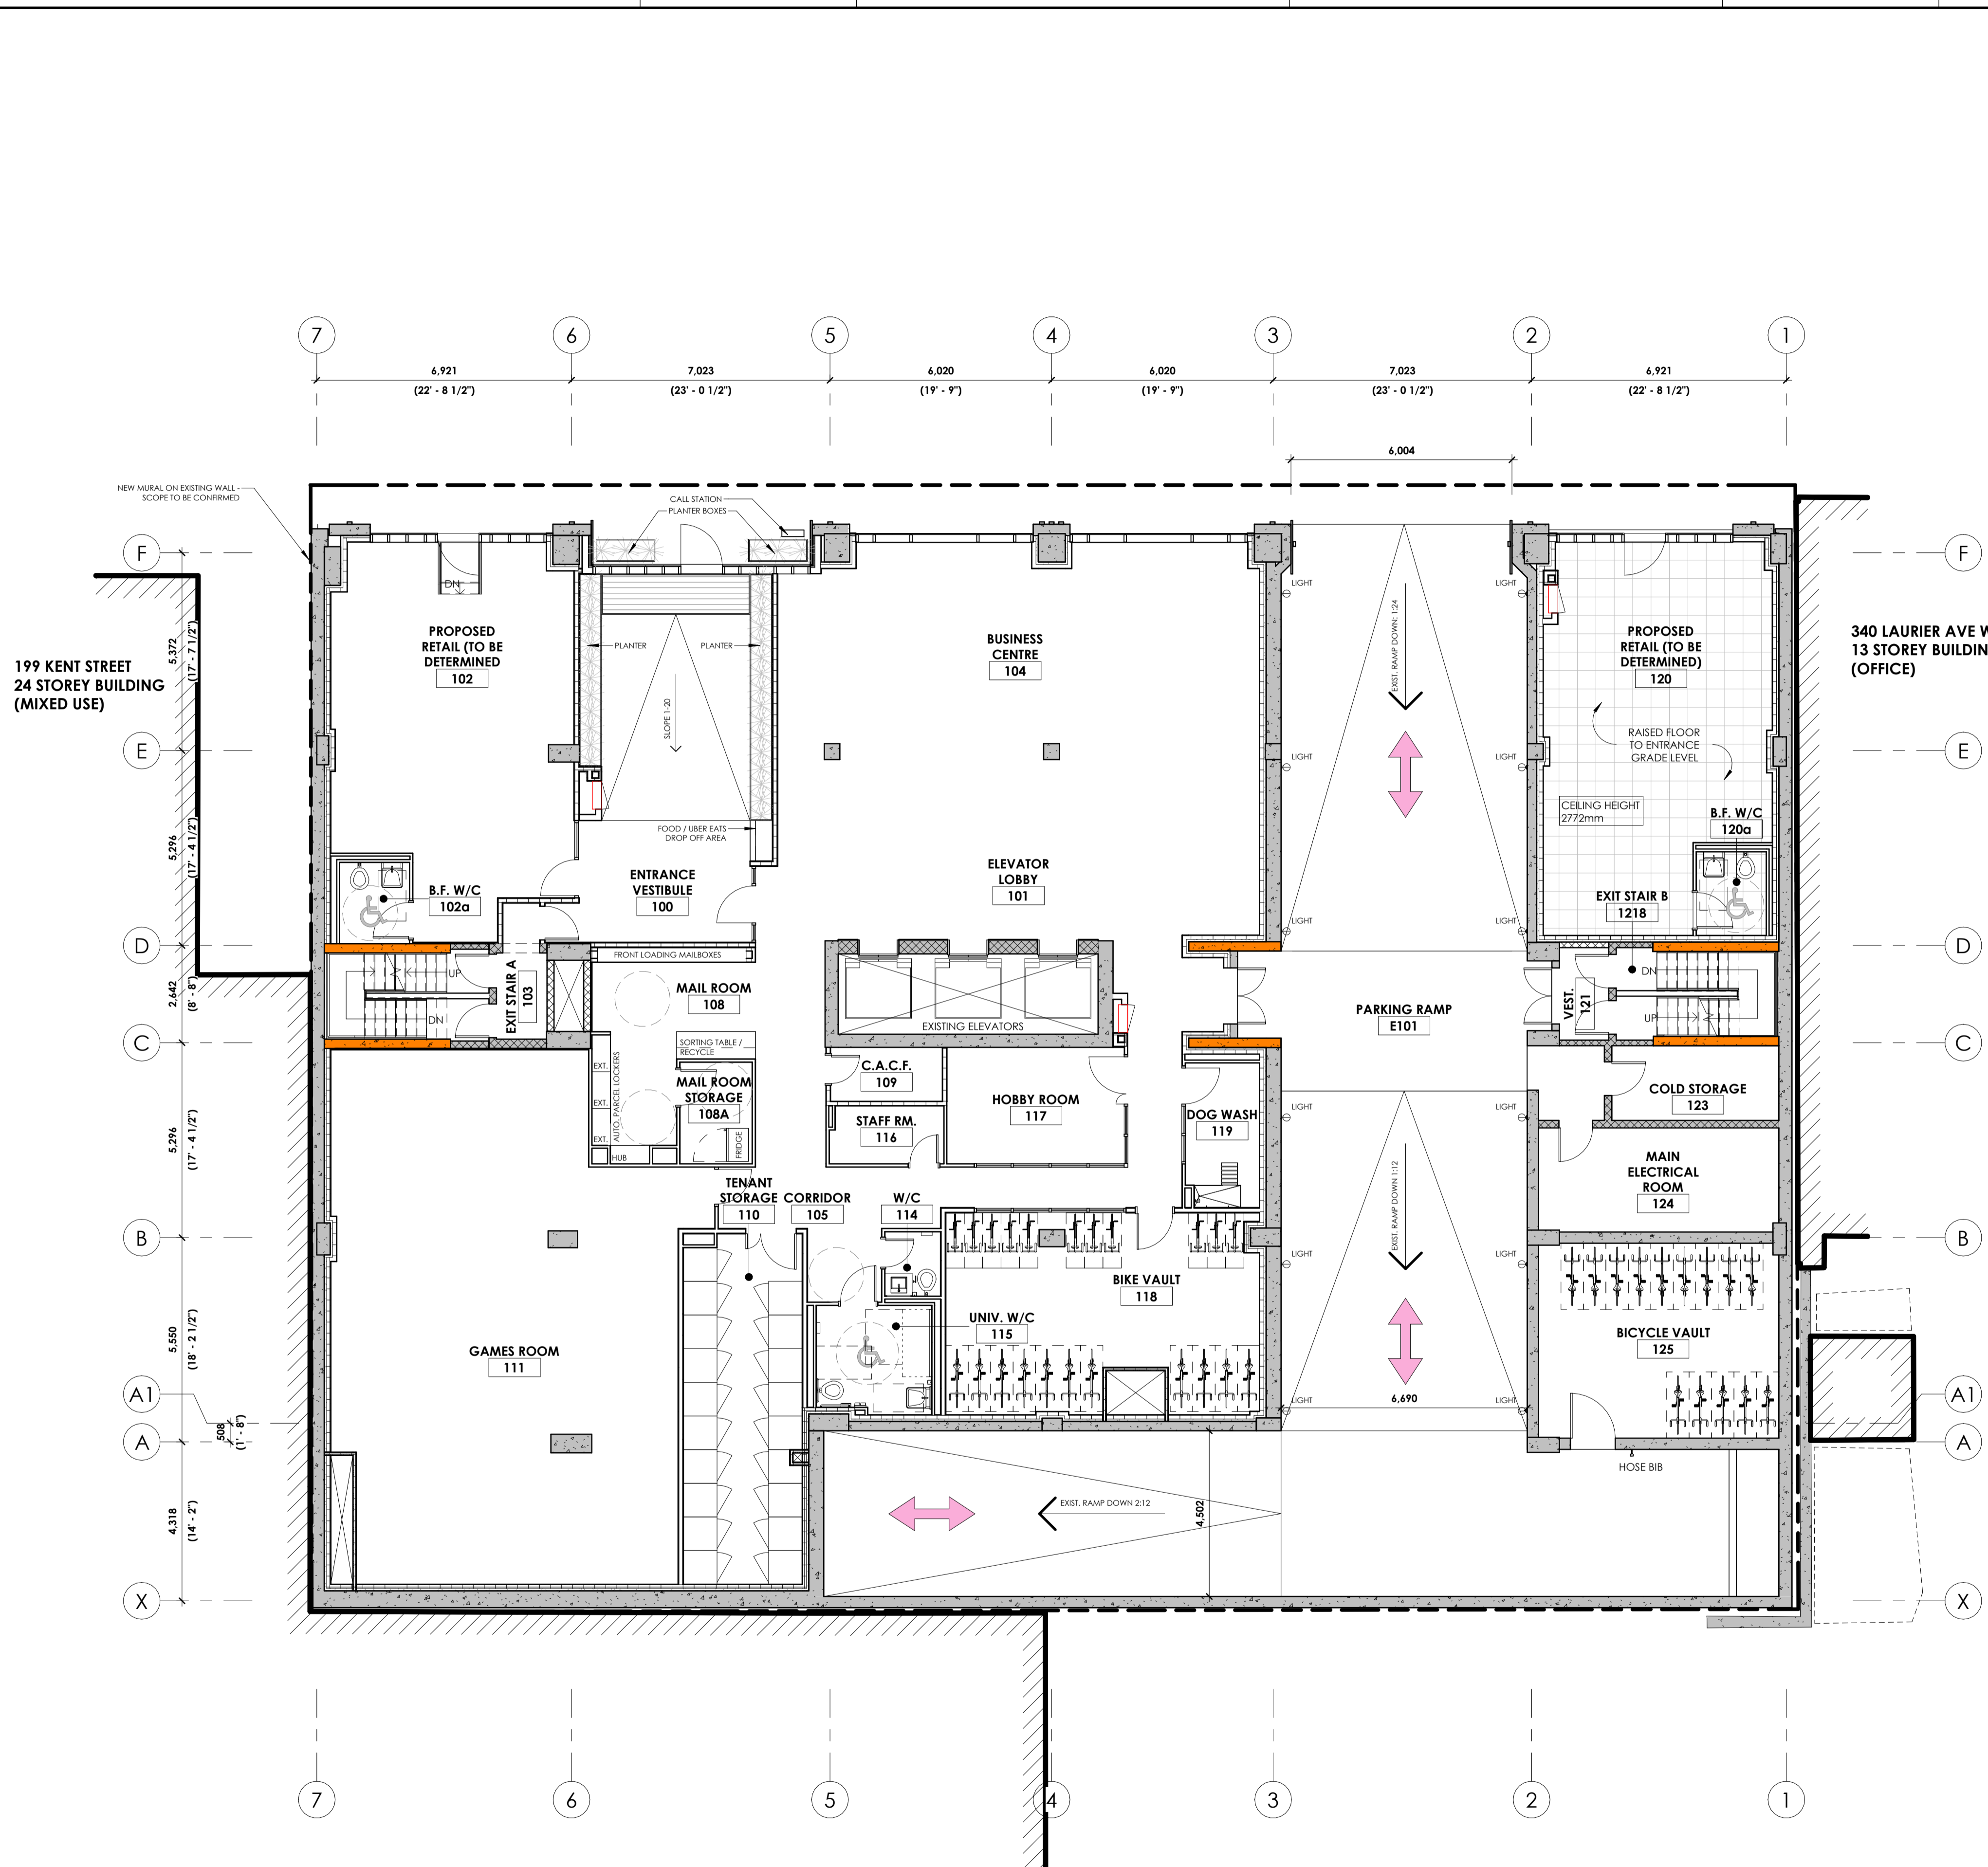 7
6
5
4
3
2
1
6,921
7,023
6,020
6,020
7,023
6,921
(22' - 8 1/2")
(23' - 0 1/2")
(19' - 9")
(19' - 9")
(23' - 0 1/2")
(22' - 8 1/2")
6,004
NEW MURAL ON EXISTING WALL -
SCOPE TO BE CONFIRMED
CALL STATION
PLANTER BOXES
F
F
LIGHT
LIGHT
DN
EXIST. RAMP DOWN: 1:24
199 KENT STREET
24 STOREY BUILDING
(MIXED USE)
5,372
(17' - 7 1/2")
PROPOSED
RETAIL (TO BE
DETERMINED
102
PLANTER
PLANTER
SLOPE 1-20
BUSINESS
CENTRE
104
PROPOSED
RETAIL (TO BE
DETERMINED)
120
340 LAURIER AVE W
13 STOREY BUILDIN
(OFFICE)
RAISED FLOOR
TO ENTRANCE
GRADE LEVEL
E
E
LIGHT
LIGHT
CEILING HEIGHT
2772mm
B.F. W/C
120a
5,296
(17' - 4 1/2")
FOOD / UBER EATS
DROP OFF AREA
ENTRANCE
VESTIBULE
100
ELEVATOR
LOBBY
101
B.F. W/C
102a
EXIT STAIR B
1218
LIGHT
LIGHT
D
D
FRONT LOADING MAILBOXES
UP
DN
EXIT STAIR A
103
2,642
(8' - 8")
MAIL ROOM
108
EXISTING ELEVATORS
PARKING RAMP
E101
VEST.
121
DN
UP
C
C
SORTING TABLE /
RECYCLE
EXT.
EXT.
EXT.
AUTO. PARCEL LOCKERS
HUB
MAIL ROOM
STORAGE
108A
FRIDGE
C.A.C.F.
109
STAFF RM.
116
HOBBY ROOM
117
DOG WASH
119
LIGHT
LIGHT
COLD STORAGE
123
5,296
(17' - 4 1/2")
EXIST. RAMP DOWN 1:12
MAIN
ELECTRICAL
ROOM
124
TENANT
STORAGE
110
CORRIDOR
105
W/C
114
B
B
LIGHT
LIGHT
BIKE VAULT
118
UNIV. W/C
115
5,550
(18' - 2 1/2")
GAMES ROOM
111
BICYCLE VAULT
125
A1
A1
6,690
LIGHT
LIGHT
508
(1' - 8")
A
A
HOSE BIB
4,318
(14' - 2")
EXIST. RAMP DOWN 2:12
4,502
X
X
7
6
5
4
3
2
1